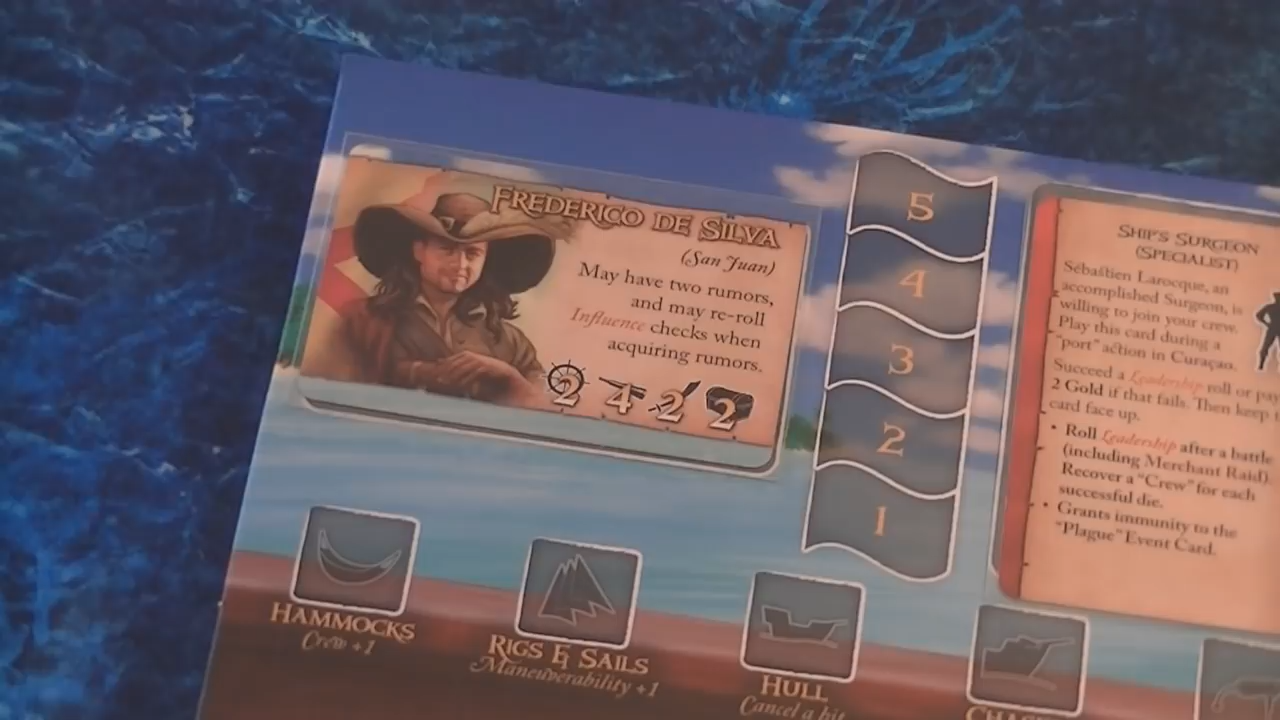 FREDERICO DE SILVA
(San Juan)
May have two rumors,
and may re-roll
Influence checks when
acquiring rumors.
2 4 2 2
5
4
3
2
1
SHIP'S SURGEON
(SPECIALIST)
Sébastien Larocque, an
accomplished Surgeon, is
willing to join your crew.
Play this card during a
"port" action in Curaçao.
Succeed a Leadership roll or pay
2 Gold if that fails. Then keep
card face up.
• Roll Leadership after a battle
(including Merchant Raid).
Recover a "Crew" for each
successful die.
• Grants immunity to the
"Plague" Event Card.
HAMMOCKS
Crew +1
RIGS & SAILS
Maneuverability +1
HULL
Cancel a hit